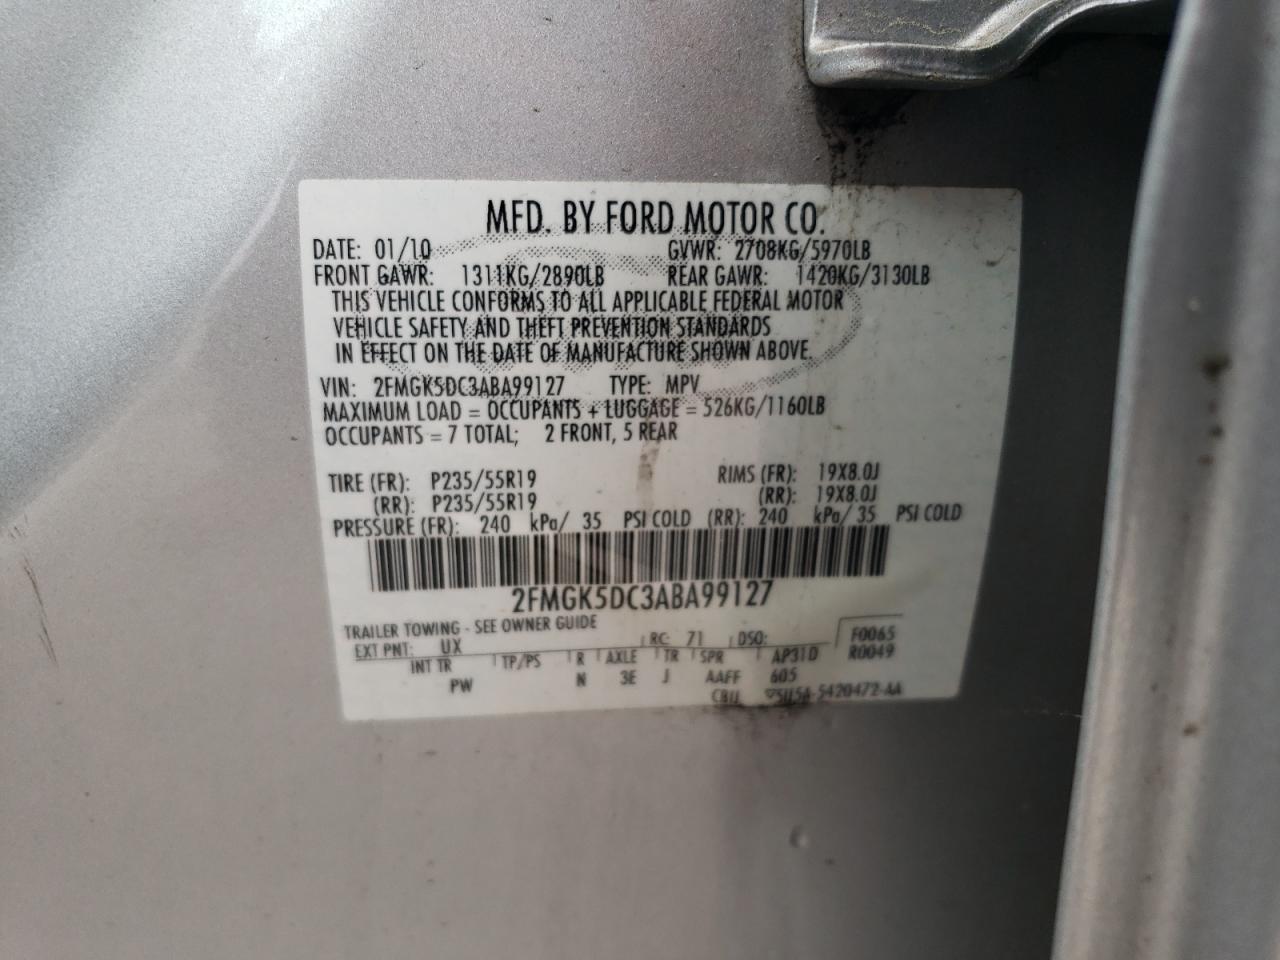 MFD. BY FORD MOTOR CO.
DATE: 01/10 GVWR: 2708KG/5970LB
FRONT GAWR: 1311KG/2890LB REAR GAWR: 1420KG/3130LB
THIS VEHICLE CONFORMS TO ALL APPLICABLE FEDERAL MOTOR
VEHICLE SAFETY AND THEFT PREVENTION STANDARDS
IN EFFECT ON THE DATE OF MANUFACTURE SHOWN ABOVE.
VIN: 2FMGK5DC3ABA99127 TYPE: MPV
MAXIMUM LOAD = OCCUPANTS + LUGGAGE = 526KG/1160LB
OCCUPANTS = 7 TOTAL; 2 FRONT, 5 REAR
TIRE (FR): P235/55R19 RIMS (FR): 19X8.0J
(RR): P235/55R19 (RR): 19X8.0J
PRESSURE (FR): 240 kPa/ 35 PSI COLD (RR): 240 kPa/ 35 PSI COLD
2FMGK5DC3ABA99127
TRAILER TOWING - SEE OWNER GUIDE
EXT PNT: UX RC: 71 DSO: F0065
INT TR TP/PS R AXLE TR SPR AP31D R0049
PW N 3E J AAFF 605
5420472-AA